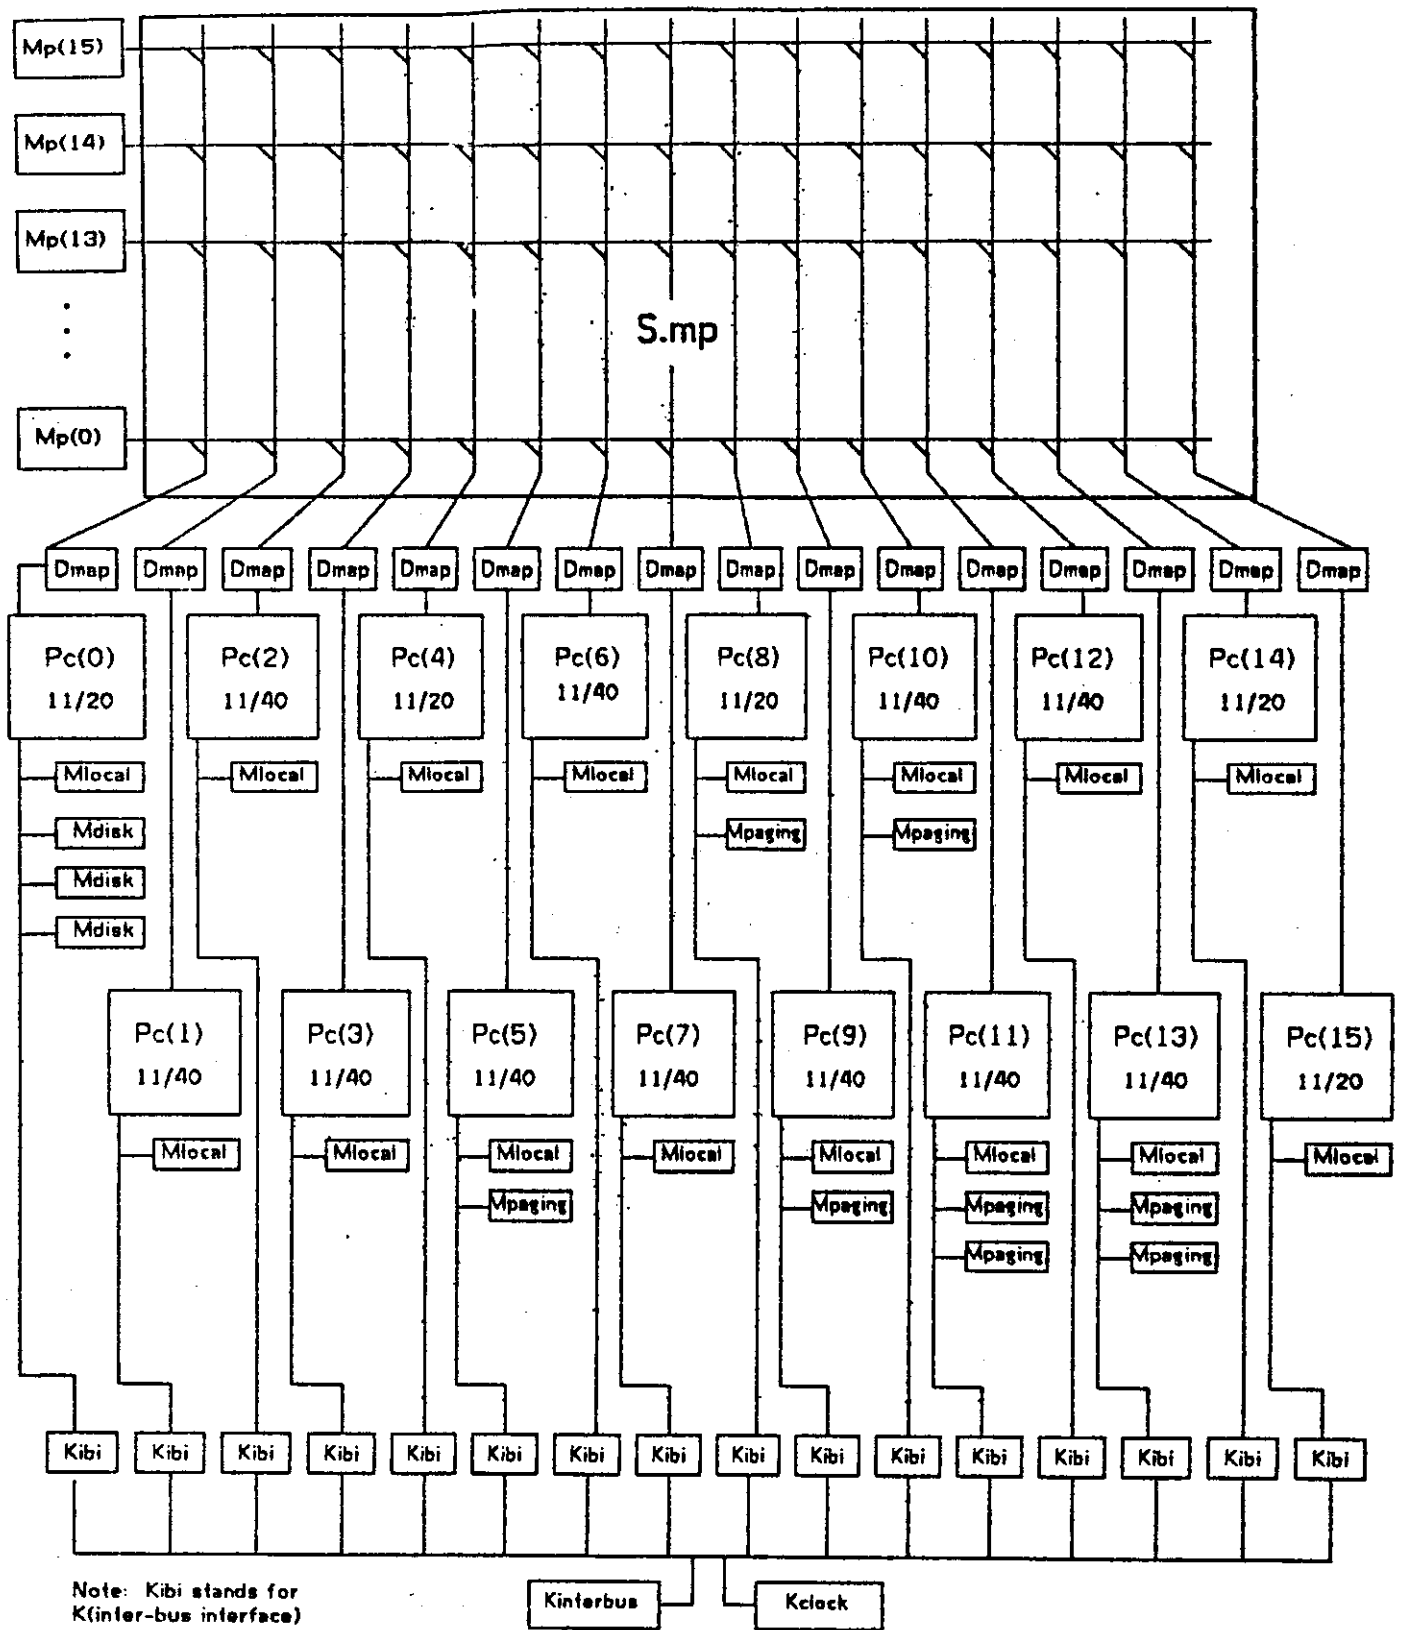 Mp(15)
Mp(14)
Mp(13)
S.mp
Mp(0)
Dmap Dmap Dmap Dmap Dmap Dmap Dmap Dmap Dmap Dmap Dmap Dmap Dmap Dmap Dmap Dmap
Pc(0) Pc(2) Pc(4) Pc(6) Pc(8) Pc(10) Pc(12) Pc(14)
11/20 11/40 11/20 11/40 11/20 11/40 11/40 11/20
Mlocal Mlocal Mlocal Mlocal Mlocal Mlocal Mlocal Mlocal
Mdisk Mpaging Mpaging
Mdisk
Mdisk
Pc(1) Pc(3) Pc(5) Pc(7) Pc(9) Pc(11) Pc(13) Pc(15)
11/40 11/40 11/40 11/40 11/40 11/40 11/40 11/20
Mlocal Mlocal Mlocal Mlocal Mlocal Mlocal Mlocal Mlocal
Mpaging Mpaging Mpaging Mpaging
Mpaging Mpaging
Kibi Kibi Kibi Kibi Kibi Kibi Kibi Kibi Kibi Kibi Kibi Kibi Kibi Kibi Kibi Kibi
Note: Kibi stands for
K(inter-bus interface)
Kinterbus Kclock